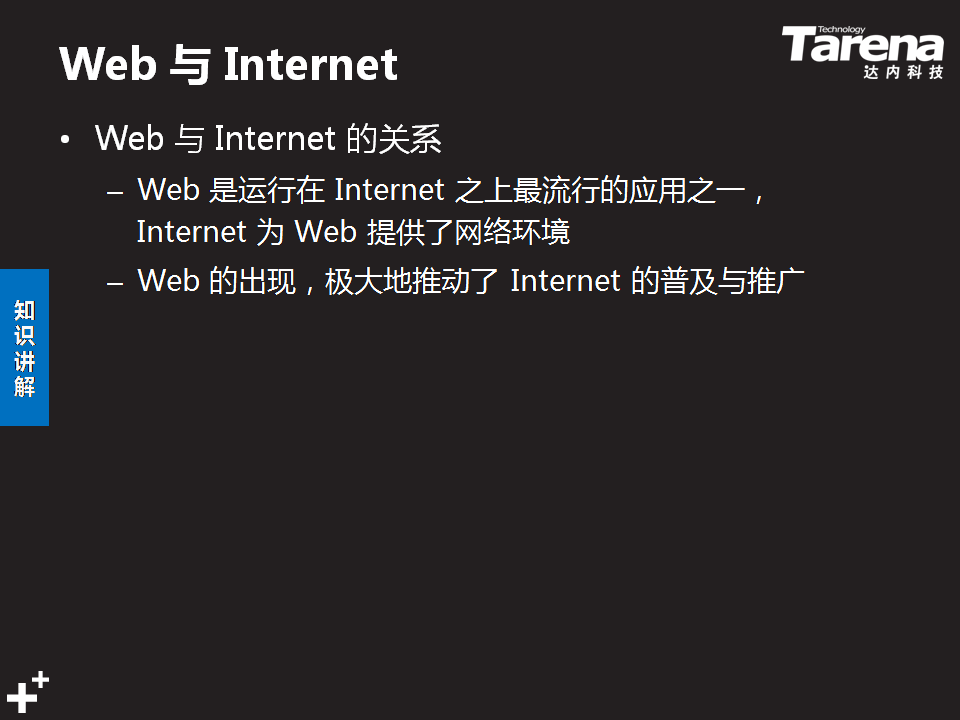 Web 与 Internet
Technology
Tarena
达内科技
• Web 与 Internet 的关系
– Web 是运行在 Internet 之上最流行的应用之一，
Internet 为 Web 提供了网络环境
– Web 的出现，极大地推动了 Internet 的普及与推广
知识讲解